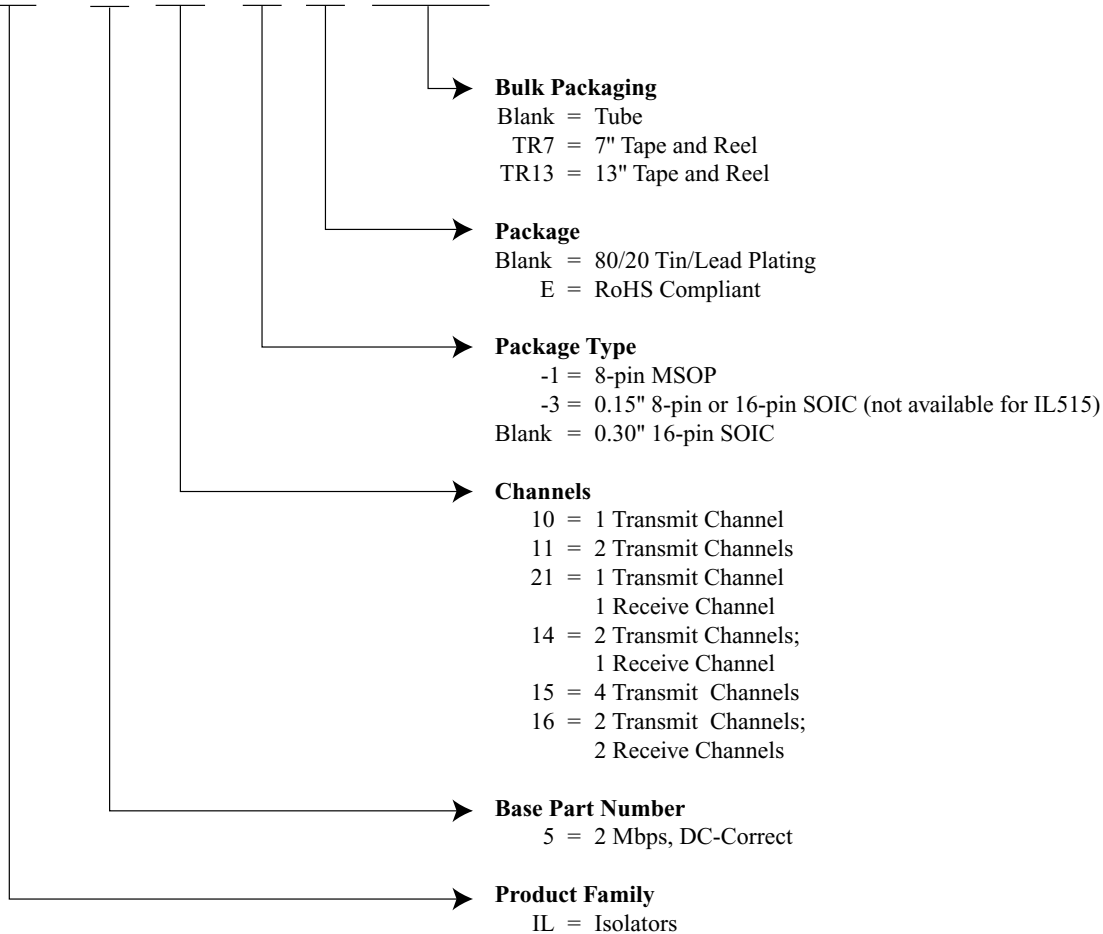 Bulk Packaging
Blank = Tube
TR7 = 7" Tape and Reel
TR13 = 13" Tape and Reel
Package
Blank = 80/20 Tin/Lead Plating
E = RoHS Compliant
Package Type
-1 = 8-pin MSOP
-3 = 0.15" 8-pin or 16-pin SOIC (not available for IL515)
Blank = 0.30" 16-pin SOIC
Channels
10 = 1 Transmit Channel
11 = 2 Transmit Channels
21 = 1 Transmit Channel
1 Receive Channel
14 = 2 Transmit Channels;
1 Receive Channel
15 = 4 Transmit Channels
16 = 2 Transmit Channels;
2 Receive Channels
Base Part Number
5 = 2 Mbps, DC-Correct
Product Family
IL = Isolators